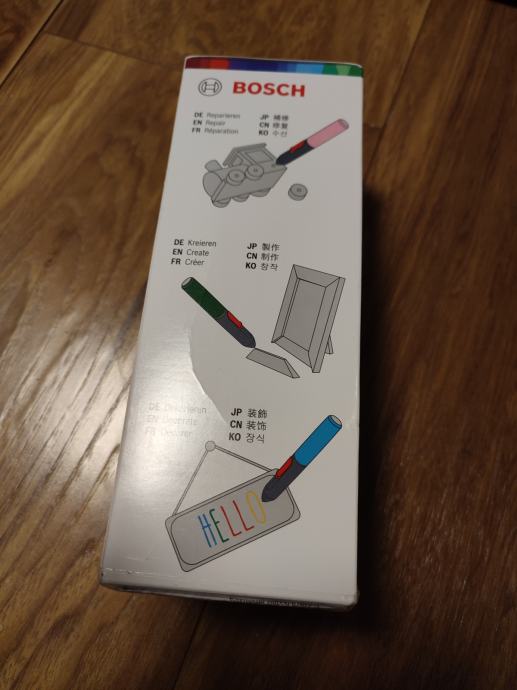 BOSCH
DE Reparieren JP 補修
EN Repair CN 修复
FR Réparation KO 수선
DE Kreieren JP 製作
EN Create CN 制作
FR Créer KO 창작
DE JP 装飾
EN Decorate CN 装饰
FR Décorer KO 장식
HELLO